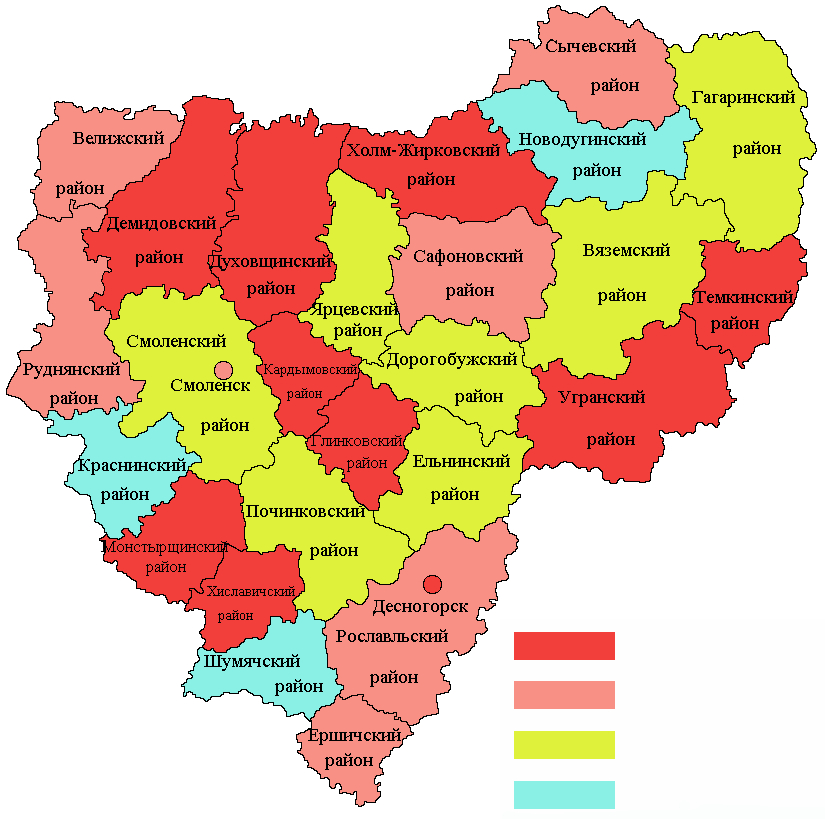 Сычевский
район
Гагаринский
район
Новодугинский
район
Велижский
район
Холм-Жирковский
район
Демидовский
район
Духовщинский
район
Сафоновский
район
Вяземский
район
Темкинский
район
Ярцевский
район
Смоленский
Смоленск
район
Руднянский
район
Кардымовский
район
Дорогобужский
район
Угранский
район
Глинковский
район
Ельнинский
район
Краснинский
район
Починковский
район
Монстырщинский
район
Хиславичский
район
Десногорск
Рославльский
район
Шумячский
район
Ершичский
район